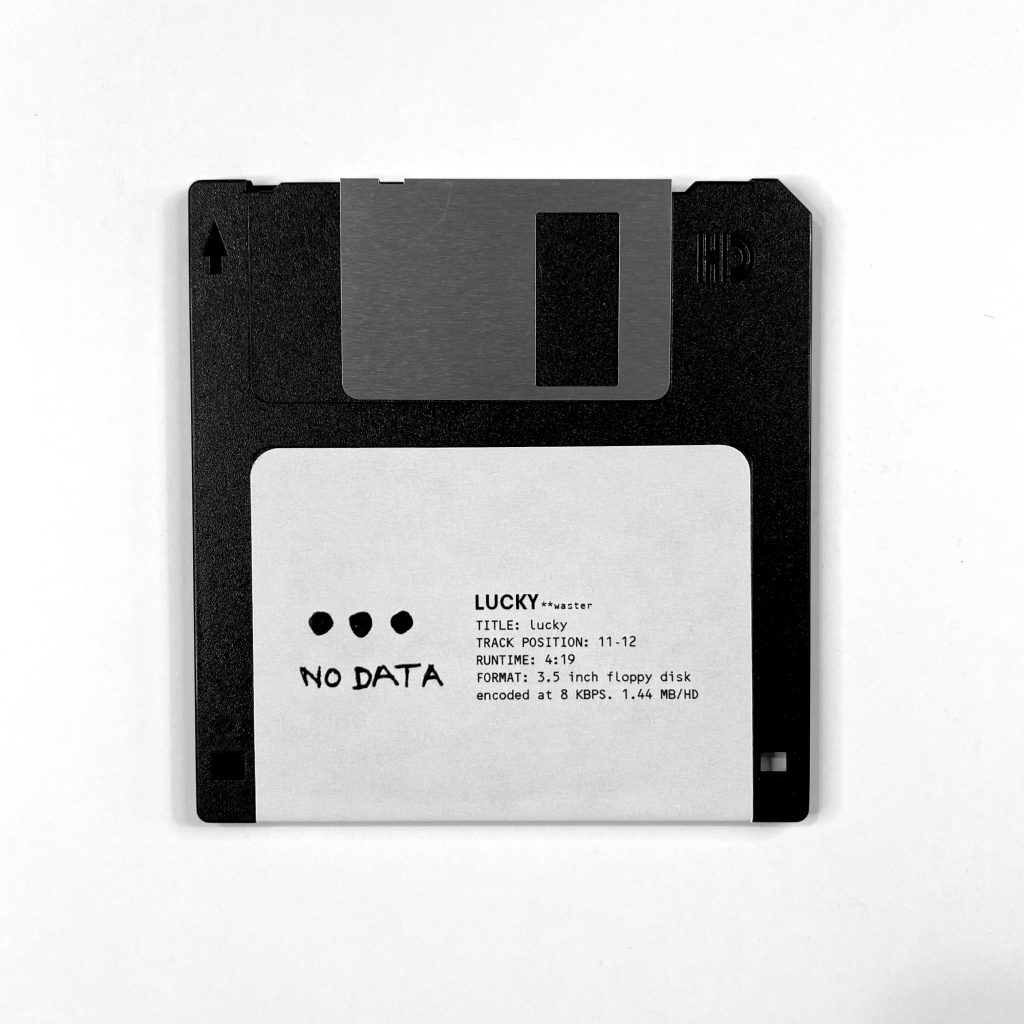 HD
NO DATA
LUCKY**waster
TITLE: lucky
TRACK POSITION: 11-12
RUNTIME: 4:19
FORMAT: 3.5 inch floppy disk
encoded at 8 KBPS. 1.44 MB/HD